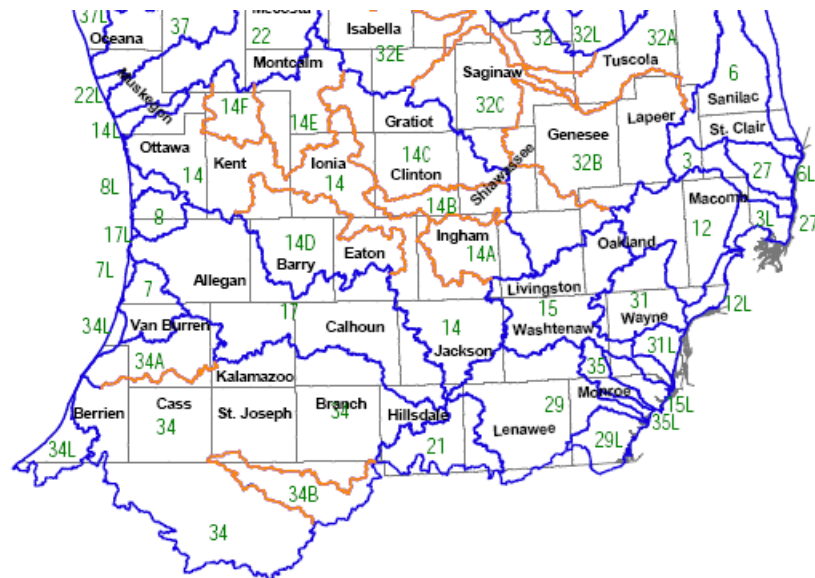 37L
Oceana
37
Mecosta
22
Isabella
32E
32
32L
32A
Montcalm
Saginaw
Tuscola
6
Muskegon
22L
14F
14E
32C
Sanilac
Lapeer
Gratiot
Genesee
St. Clair
14L
Ottawa
Kent
Ionia
14C
Clinton
Shiawassee
32B
3
27
6L
14
14
8L
14B
Macomb
8
3L
27
17L
14D
Ingham
12
Oakland
Barry
Eaton
14A
7L
7
Allegan
Livingston
34L
Van Burren
17
Calhoun
14
15
Washtenaw
31
Wayne
12L
34A
Jackson
31L
35
Kalamazoo
Berrien
Cass
34
St. Joseph
Branch
34
Hillsdale
29
Monroe
15L
35L
Lenawee
34L
21
29L
34B
34